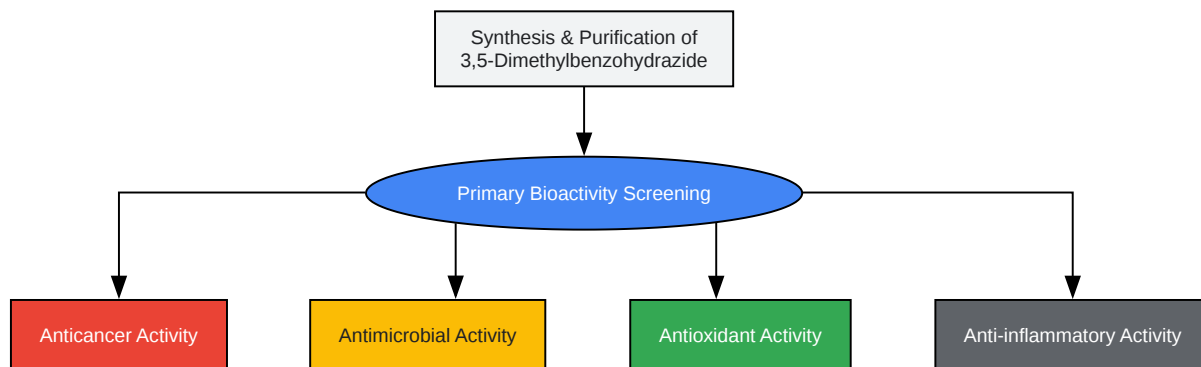 Synthesis & Purification of
3,5-Dimethylbenzohydrazide
Primary Bioactivity Screening
Anticancer Activity
Antimicrobial Activity
Antioxidant Activity
Anti-inflammatory Activity